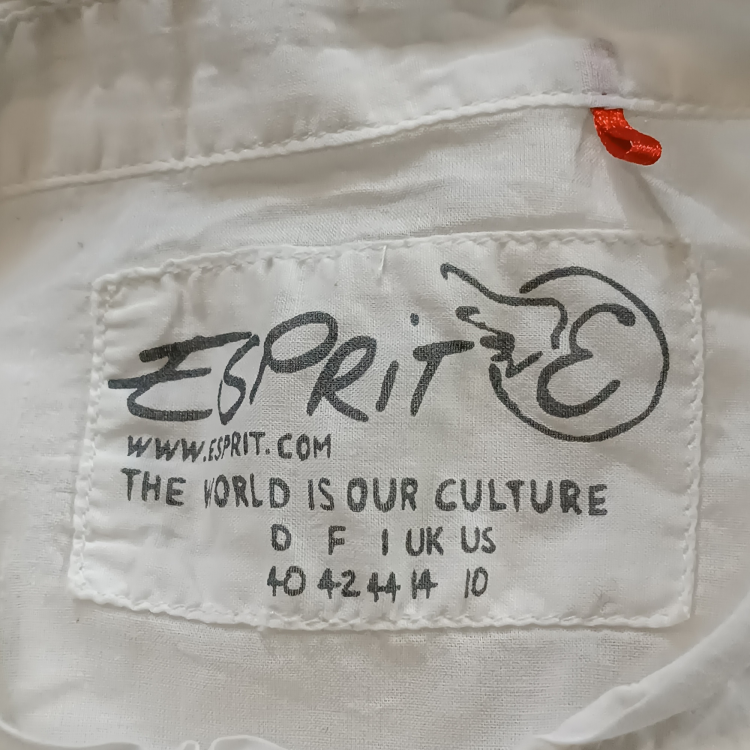 ESPRIT E
WWW.ESPRIT.COM
THE WORLD IS OUR CULTURE
D F I UK US
40 42 44 14 10